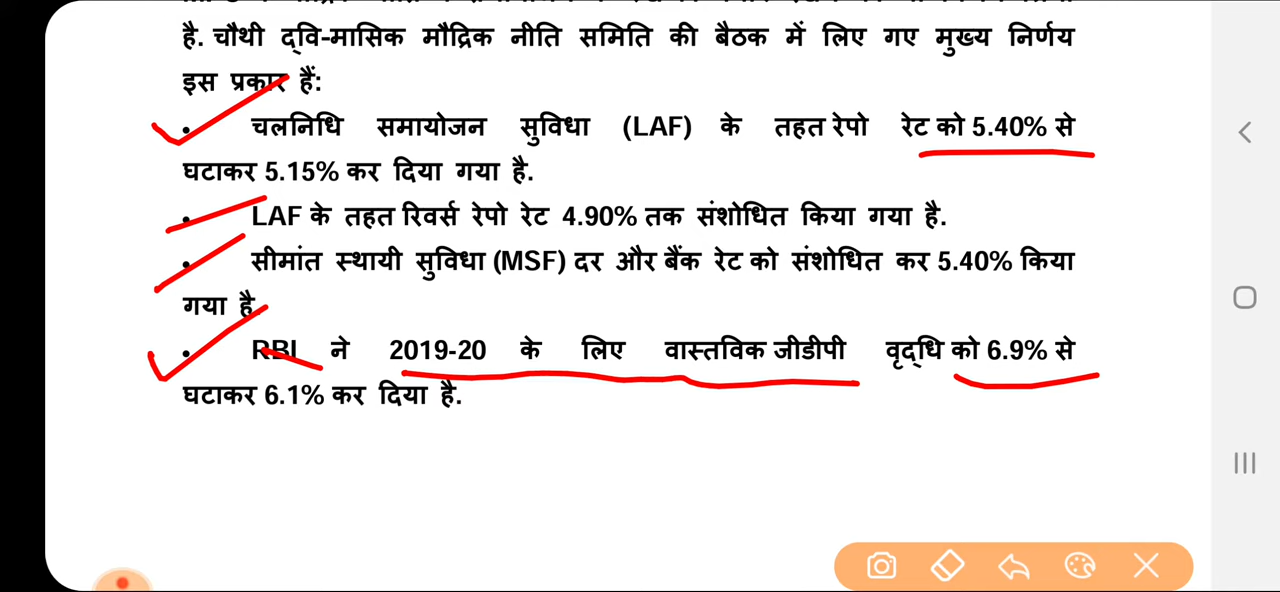 है. चौथी द्वि-मासिक मौद्रिक नीति समिति की बैठक में लिए गए मुख्य निर्णय
इस प्रकार हैं:
• चलनिधि समायोजन सुविधा (LAF) के तहत रेपो रेट को 5.40% से
घटाकर 5.15% कर दिया गया है.
• LAF के तहत रिवर्स रेपो रेट 4.90% तक संशोधित किया गया है.
• सीमांत स्थायी सुविधा (MSF) दर और बैंक रेट को संशोधित कर 5.40% किया
गया है.
• RBI ने 2019-20 के लिए वास्तविक जीडीपी वृद्धि को 6.9% से
घटाकर 6.1% कर दिया है.